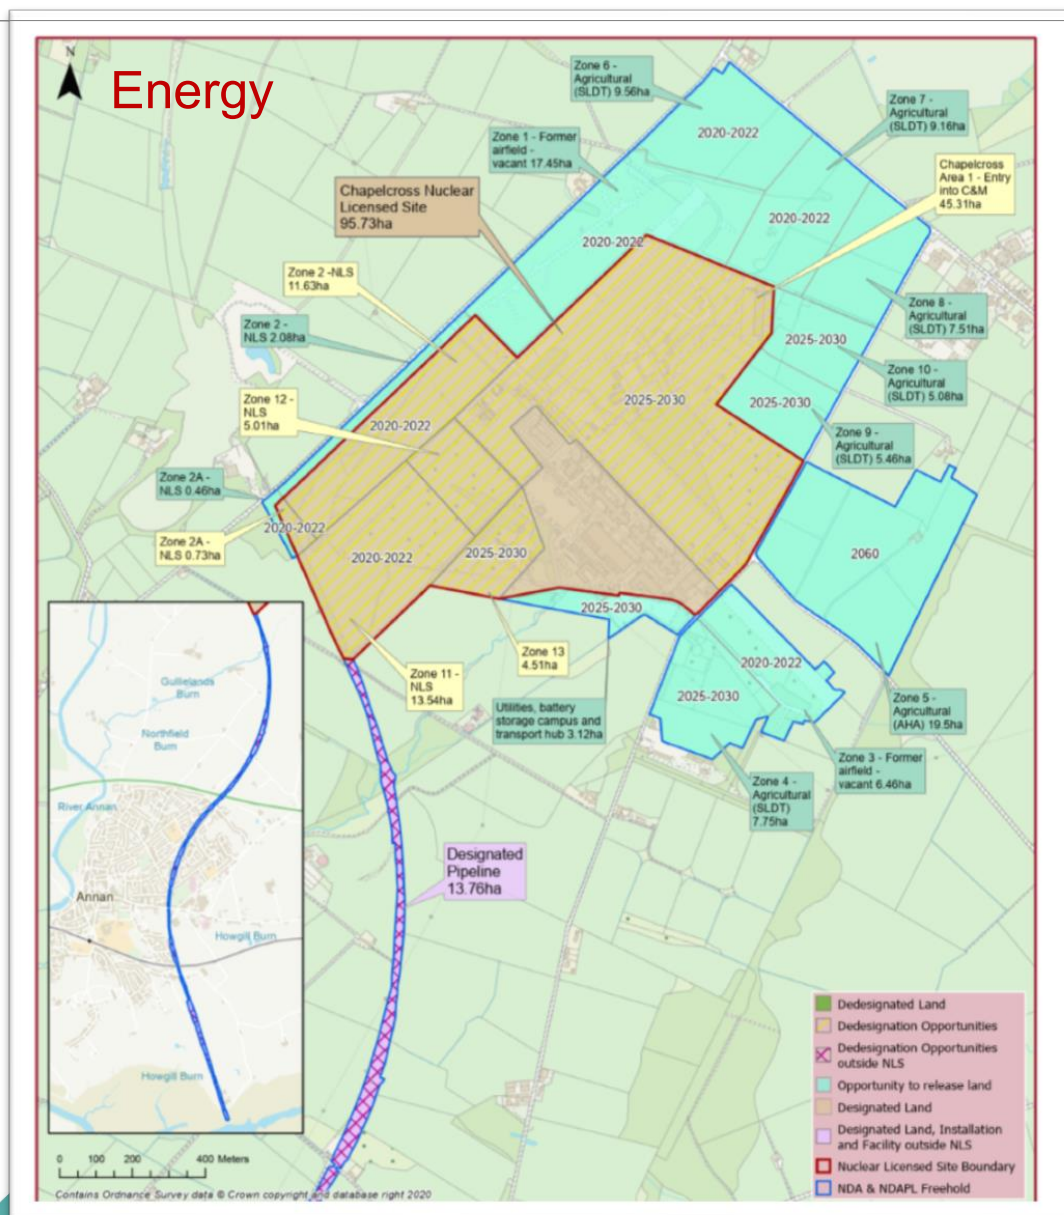 N
Energy
Zone 6 -
Agricultural
(SLDT) 9.56ha
2020-2022
Zone 7 -
Agricultural
(SLDT) 9.16ha
Zone 1 - Former
airfield -
vacant 17.45ha
Chapelcross
Area 1 - Entry
into C&M
45.31ha
Chapelcross Nuclear
Licensed Site
95.73ha
2020-2022
2020-2022
Zone 2 -NLS
11.63ha
Zone 2 -
NLS 2.08ha
Zone 8 -
Agricultural
(SLDT) 7.51ha
2025-2030
Zone 10 -
Agricultural
(SLDT) 5.08ha
Zone 12 -
NLS
5.01ha
2025-2030
2025-2030
2020-2022
Zone 9 -
Agricultural
(SLDT) 5.46ha
Zone 2A -
NLS 0.46ha
2020-2022
Zone 2A -
NLS 0.73ha
2020-2022
2025-2030
2060
2025-2030
Zone 13
4.51ha
2020-2022
Zone 11 -
NLS
13.54ha
2025-2030
Utilities, battery
storage campus and
transport hub 3.12ha
Zone 5 -
Agricultural
(AHA) 19.5ha
Zone 3 - Former
airfield -
vacant 6.46ha
Zone 4 -
Agricultural
(SLDT)
7.75ha
Gullielands
Burn
Northfield
Burn
River Annan
Annan
Howgill Burn
Howgill Burn
Designated
Pipeline
13.76ha
Dedesignated Land
Dedesignation Opportunities
Dedesignation Opportunities
outside NLS
Opportunity to release land
Designated Land
Designated Land, Installation
and Facility outside NLS
Nuclear Licensed Site Boundary
NDA & NDAPL Freehold
0 100 200 400 Meters
Contains Ordnance Survey data © Crown copyright and database right 2020